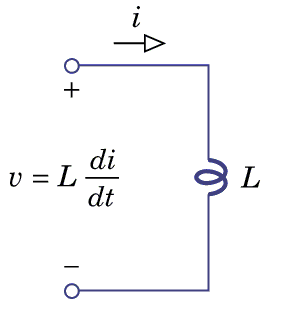 i
+
v = L di/dt
L
−